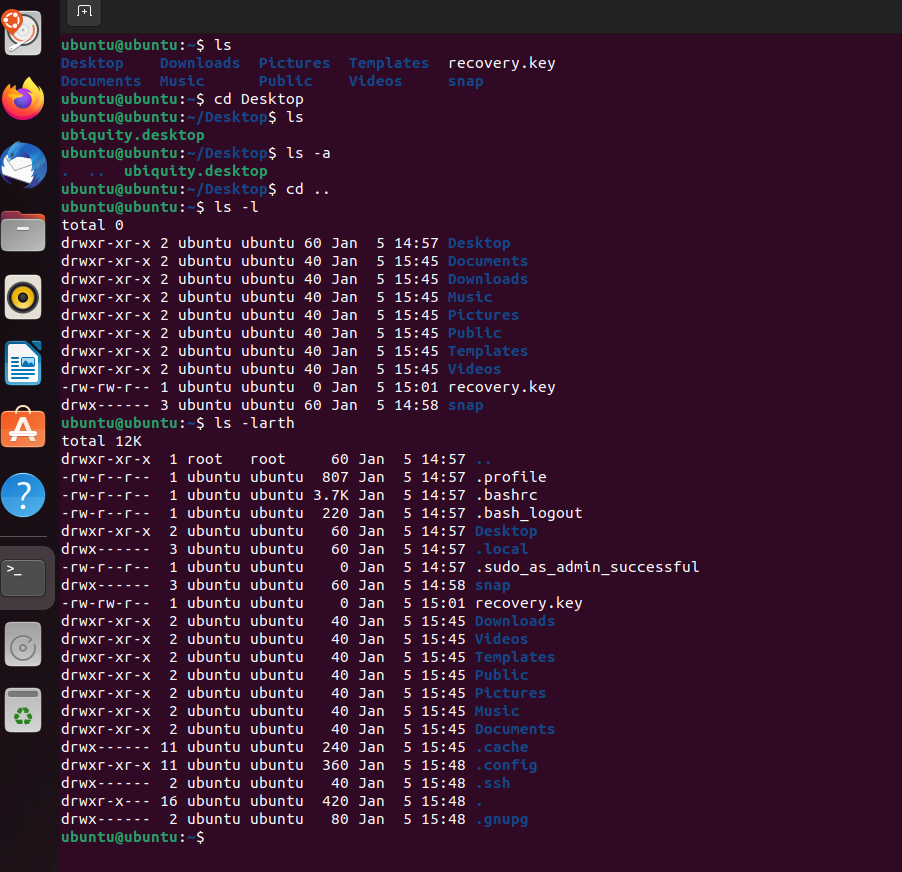 ubuntu@ubuntu:~$ ls
Desktop    Downloads  Pictures  Templates  recovery.key
Documents  Music      Public    Videos     snap
ubuntu@ubuntu:~$ cd Desktop
ubuntu@ubuntu:~/Desktop$ ls
ubiquity.desktop
ubuntu@ubuntu:~/Desktop$ ls -a
.  ..  ubiquity.desktop
ubuntu@ubuntu:~/Desktop$ cd ..
ubuntu@ubuntu:~$ ls -l
total 0
drwxr-xr-x 2 ubuntu ubuntu 60 Jan  5 14:57 Desktop
drwxr-xr-x 2 ubuntu ubuntu 40 Jan  5 15:45 Documents
drwxr-xr-x 2 ubuntu ubuntu 40 Jan  5 15:45 Downloads
drwxr-xr-x 2 ubuntu ubuntu 40 Jan  5 15:45 Music
drwxr-xr-x 2 ubuntu ubuntu 40 Jan  5 15:45 Pictures
drwxr-xr-x 2 ubuntu ubuntu 40 Jan  5 15:45 Public
drwxr-xr-x 2 ubuntu ubuntu 40 Jan  5 15:45 Templates
drwxr-xr-x 2 ubuntu ubuntu 40 Jan  5 15:45 Videos
-rw-rw-r-- 1 ubuntu ubuntu  0 Jan  5 15:01 recovery.key
drwx------ 3 ubuntu ubuntu 60 Jan  5 14:58 snap
ubuntu@ubuntu:~$ ls -larth
total 12K
drwxr-xr-x  1 root   root     60 Jan  5 14:57 ..
-rw-r--r--  1 ubuntu ubuntu  807 Jan  5 14:57 .profile
-rw-r--r--  1 ubuntu ubuntu 3.7K Jan  5 14:57 .bashrc
-rw-r--r--  1 ubuntu ubuntu  220 Jan  5 14:57 .bash_logout
drwxr-xr-x  2 ubuntu ubuntu   60 Jan  5 14:57 Desktop
drwx------  3 ubuntu ubuntu   60 Jan  5 14:57 .local
-rw-r--r--  1 ubuntu ubuntu    0 Jan  5 14:57 .sudo_as_admin_successful
drwx------  3 ubuntu ubuntu   60 Jan  5 14:58 snap
-rw-rw-r--  1 ubuntu ubuntu    0 Jan  5 15:01 recovery.key
drwxr-xr-x  2 ubuntu ubuntu   40 Jan  5 15:45 Downloads
drwxr-xr-x  2 ubuntu ubuntu   40 Jan  5 15:45 Videos
drwxr-xr-x  2 ubuntu ubuntu   40 Jan  5 15:45 Templates
drwxr-xr-x  2 ubuntu ubuntu   40 Jan  5 15:45 Public
drwxr-xr-x  2 ubuntu ubuntu   40 Jan  5 15:45 Pictures
drwxr-xr-x  2 ubuntu ubuntu   40 Jan  5 15:45 Music
drwxr-xr-x  2 ubuntu ubuntu   40 Jan  5 15:45 Documents
drwx------ 11 ubuntu ubuntu  240 Jan  5 15:45 .cache
drwxr-xr-x 11 ubuntu ubuntu  360 Jan  5 15:48 .config
drwx------  2 ubuntu ubuntu   40 Jan  5 15:48 .ssh
drwxr-x--- 16 ubuntu ubuntu  420 Jan  5 15:48 .
drwx------  2 ubuntu ubuntu   80 Jan  5 15:48 .gnupg
ubuntu@ubuntu:~$